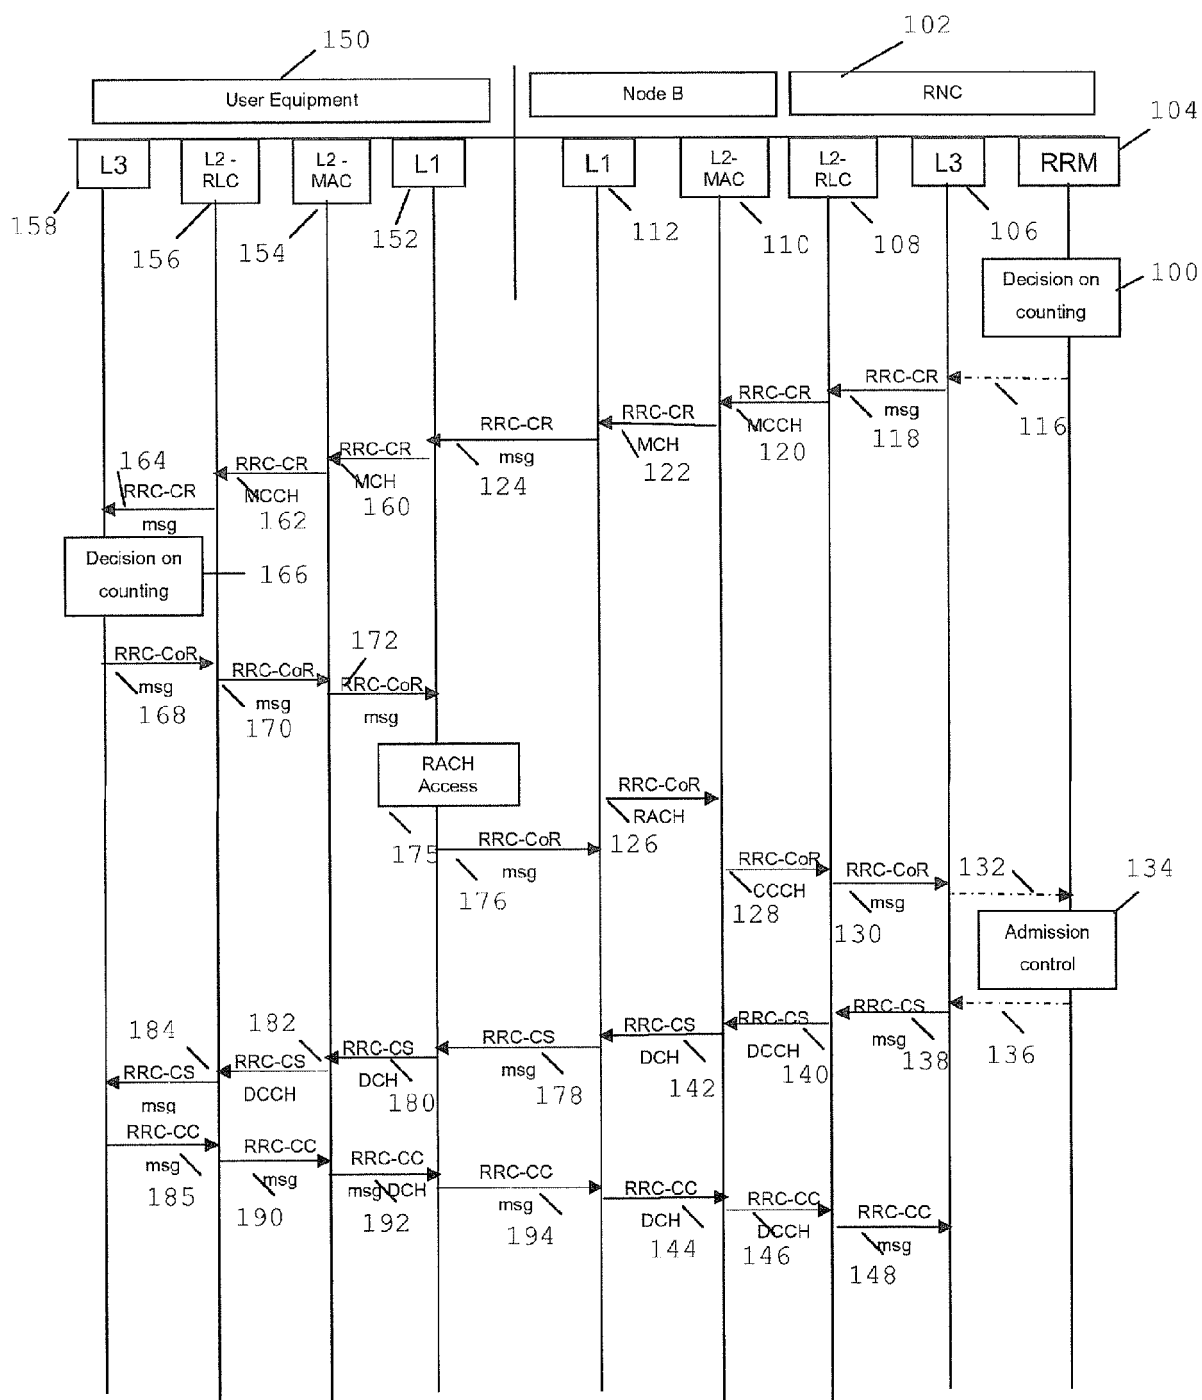 150
102
User Equipment
Node B
RNC
104
L3
L2 -
RLC
L2 -
MAC
L1
L1
L2-
MAC
L2-
RLC
L3
RRM
158
156
154
152
112
110
108
106
Decision on
counting
100
116
RRC-CR
msg
118
RRC-CR
MCCH
120
RRC-CR
MCH
122
RRC-CR
msg
124
RRC-CR
MCH
160
RRC-CR
MCCH
162
164
RRC-CR
msg
Decision on
counting
166
RRC-CoR
msg
168
RRC-CoR
msg
170
172
RRC-CoR
msg
RACH
Access
175
RRC-CoR
msg
176
RRC-CoR
RACH
126
RRC-CoR
CCCH
128
RRC-CoR
msg
130
132
134
Admission
control
136
RRC-CS
msg
138
RRC-CS
DCCH
140
RRC-CS
DCH
142
RRC-CS
msg
178
RRC-CS
DCH
180
182
RRC-CS
DCCH
184
RRC-CS
msg
RRC-CC
msg
185
RRC-CC
msg
190
RRC-CC
msg DCH
192
RRC-CC
msg
194
RRC-CC
DCH
144
RRC-CC
DCCH
146
RRC-CC
msg
148